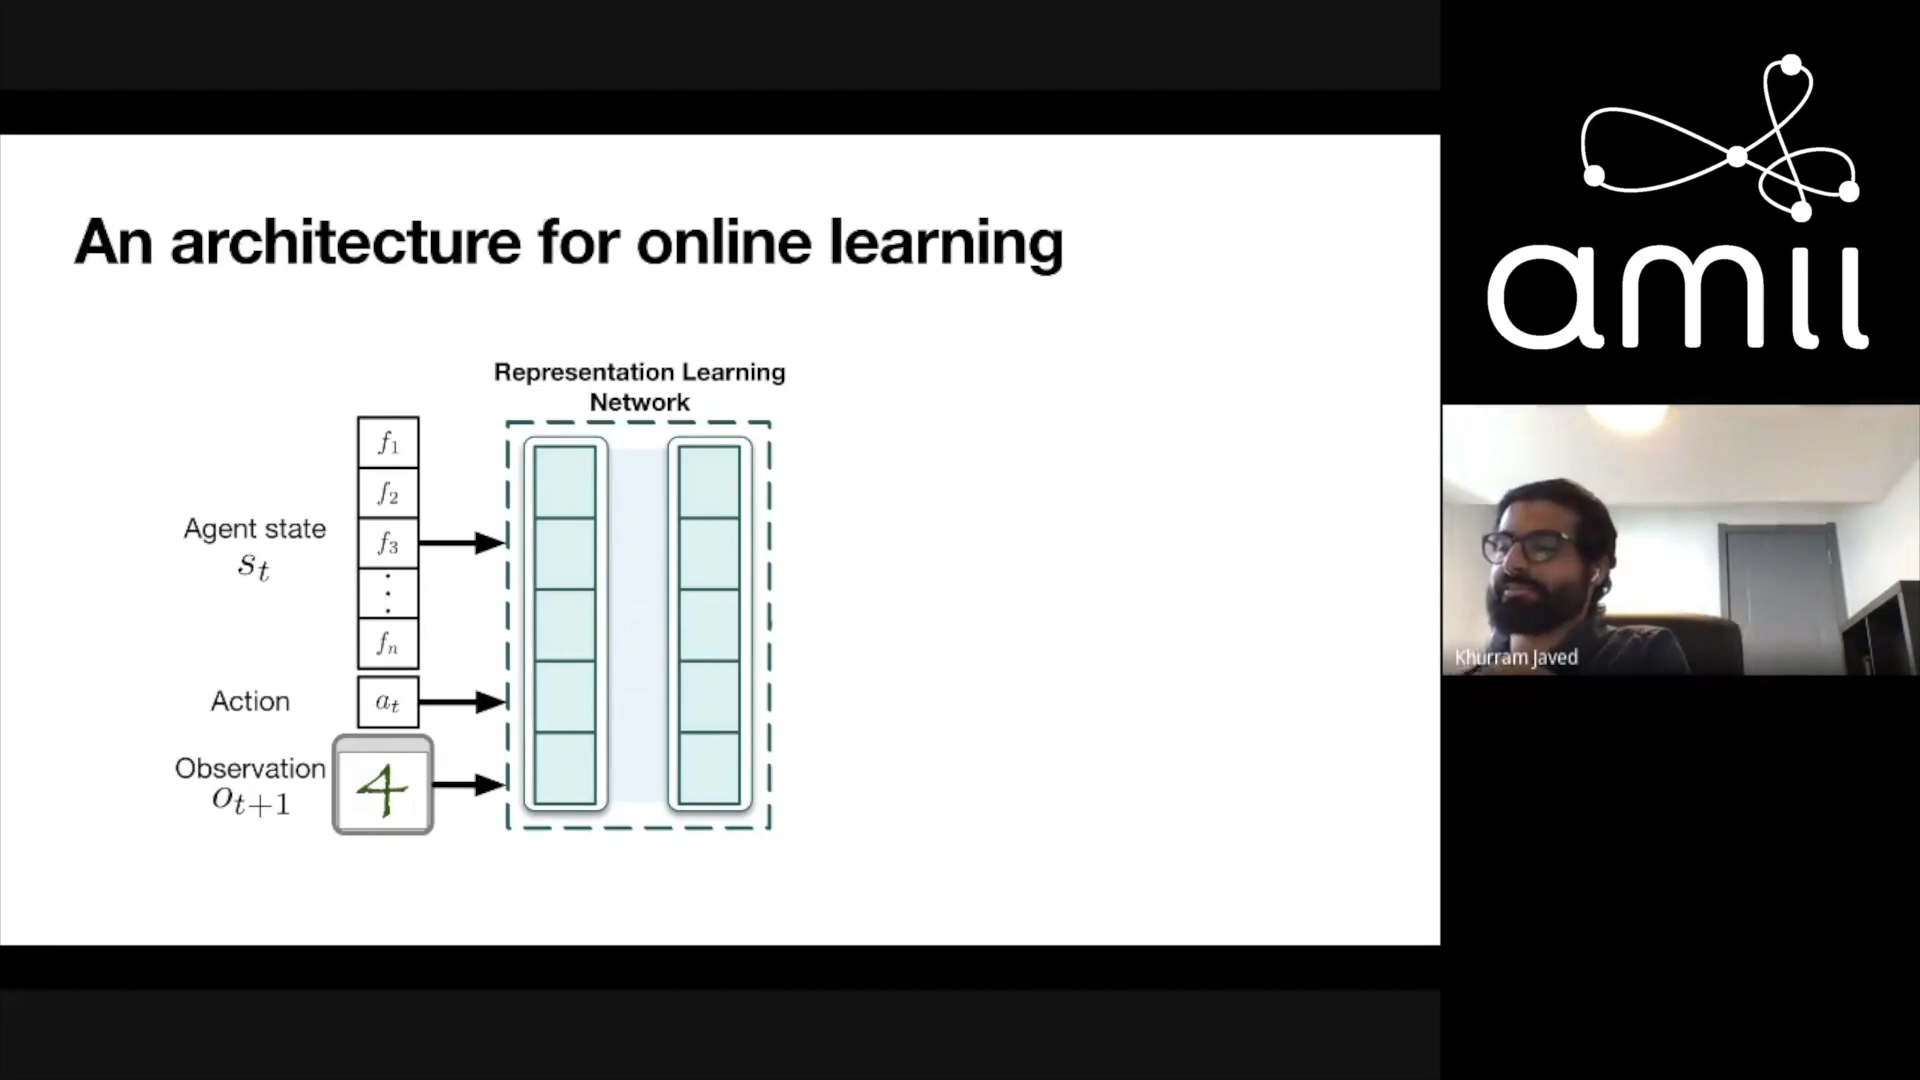 An architecture for online learning
Representation Learning
Network
f₁
f₂
Agent state
sₜ
f₃
⋮
fₙ
Action
aₜ
Observation
oₜ₊₁
4
amii
Khurram Javed